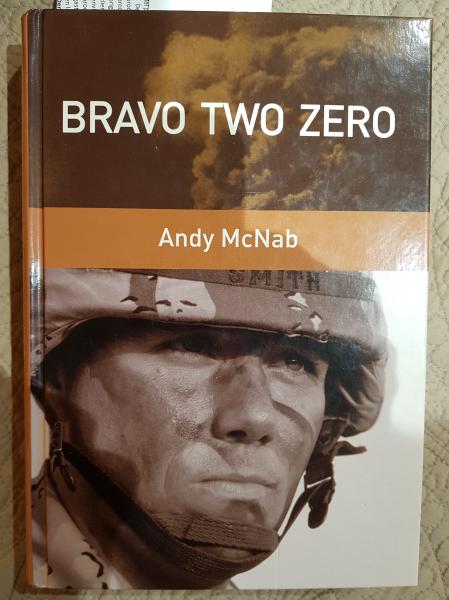 BRAVO TWO ZERO
Andy McNab
SMITH